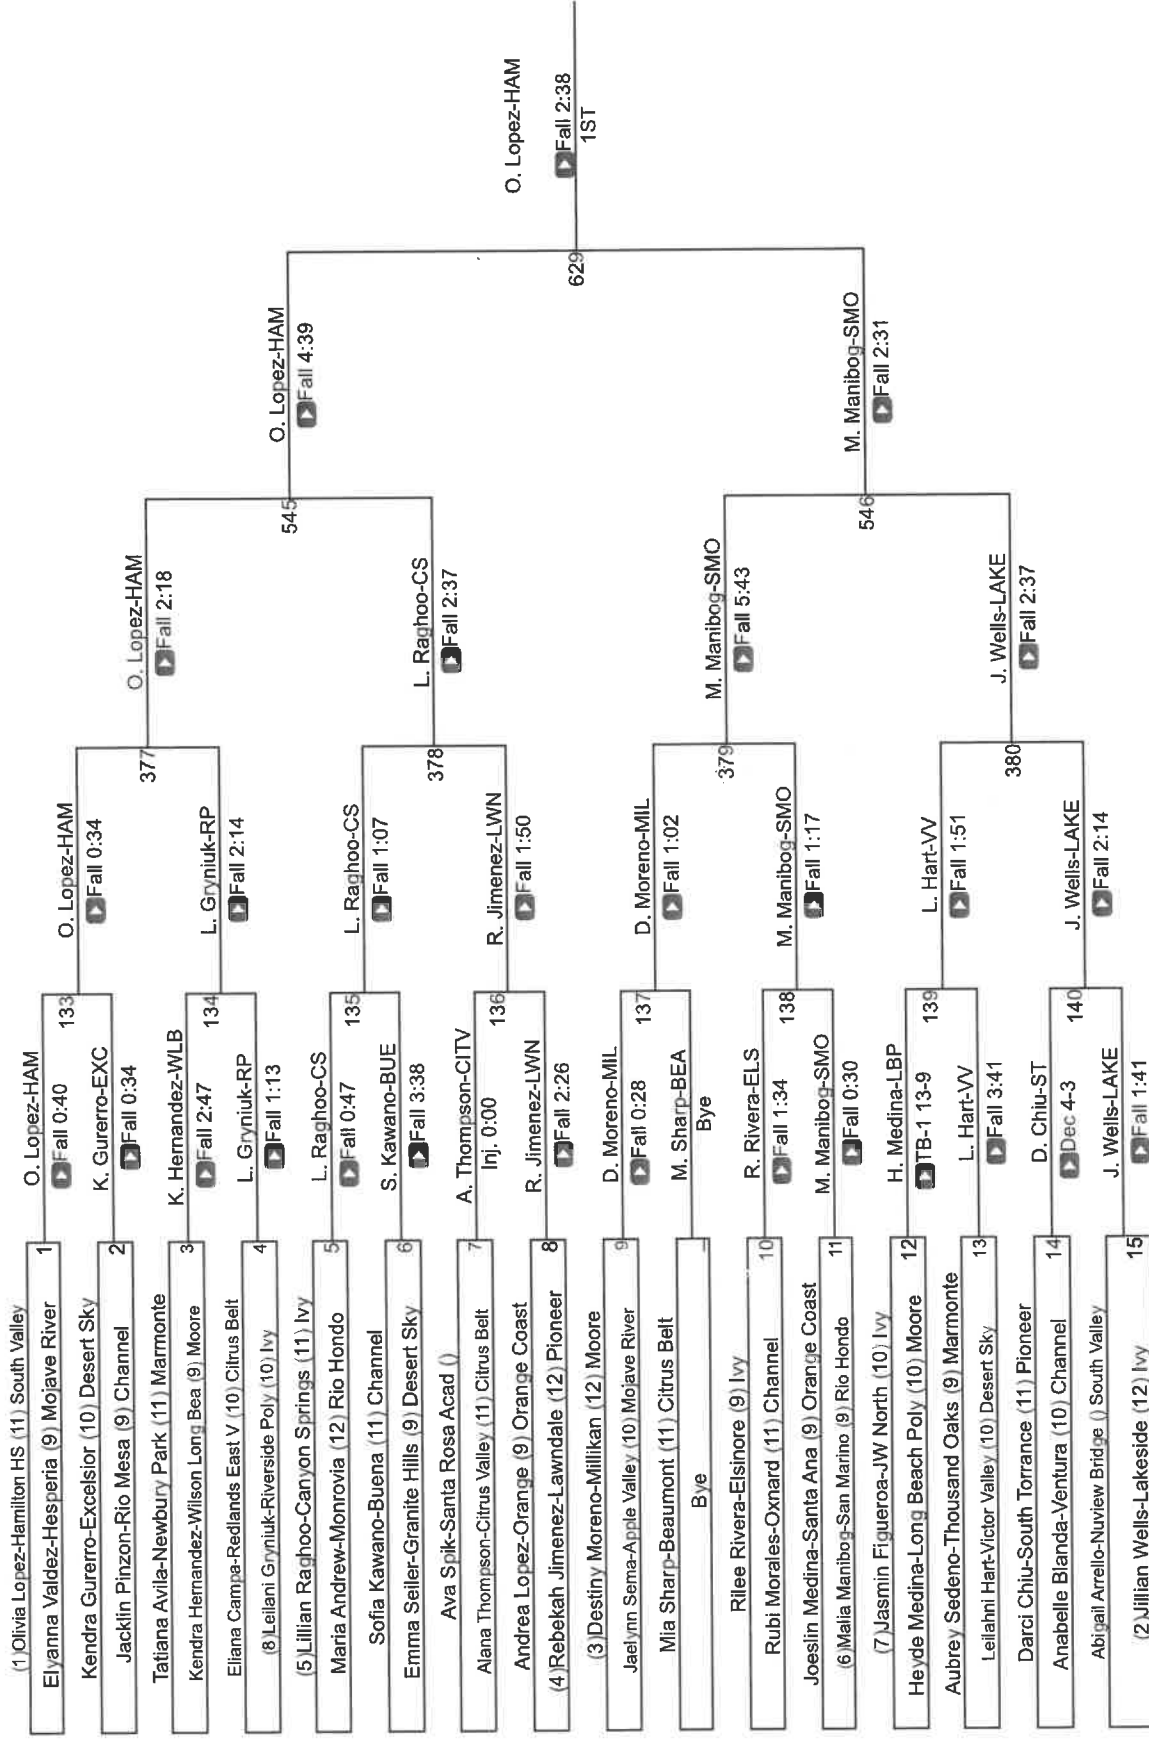 (1)Olivia Lopez-Hamilton HS (11) South Valley
Elyanna Valdez-Hesperia (9) Mojave River
1
Kendra Gurerro-Excelsior (10) Desert Sky
Jacklin Pinzon-Rio Mesa (9) Channel
2
Tatiana Avila-Newbury Park (11) Marmonte
Kendra Hernandez-Wilson Long Bea (9) Moore
3
Eliana Campa-Redlands East V (10) Citrus Belt
(8)Leilani Gryniuk-Riverside Poly (10) Ivy
4
(5)Lillian Raghoo-Canyon Springs (11) Ivy
Maria Andrew-Monrovia (12) Rio Hondo
5
Sofia Kawano-Buena (11) Channel
Emma Seiler-Granite Hills (9) Desert Sky
6
Ava Spik-Santa Rosa Acad ()
Alana Thompson-Citrus Valley (11) Citrus Belt
7
Andrea Lopez-Orange (9) Orange Coast
(4)Rebekah Jimenez-Lawndale (12) Pioneer
8
(3)Destiny Moreno-Millikan (12) Moore
Jaelynn Sema-Apple Valley (10) Mojave River
9
Mia Sharp-Beaumont (11) Citrus Belt
Bye
Rilee Rivera-Elsinore (9) Ivy
Rubi Morales-Oxnard (11) Channel
10
Joeslin Medina-Santa Ana (9) Orange Coast
(6)Malia Manibog-San Marino (9) Rio Hondo
11
(7)Jasmin Figueroa-JW North (10) Ivy
Heyde Medina-Long Beach Poly (10) Moore
12
Aubrey Sedeno-Thousand Oaks (9) Marmonte
Leilahni Hart-Victor Valley (10) Desert Sky
13
Darci Chiu-South Torrance (11) Pioneer
Anabelle Blanda-Ventura (10) Channel
14
Abigail Arrello-Nuview Bridge () South Valley
(2)Jillian Wells-Lakeside (12) Ivy
15
O. Lopez-HAM
Fall 0:40
133
K. Gurerro-EXC
Fall 0:34
K. Hernandez-WLB
Fall 2:47
134
L. Gryniuk-RP
Fall 1:13
L. Raghoo-CS
Fall 0:47
135
S. Kawano-BUE
Fall 3:38
A. Thompson-CITV
Inj. 0:00
136
R. Jimenez-LWN
Fall 2:26
D. Moreno-MIL
Fall 0:28
137
M. Sharp-BEA
Bye
R. Rivera-ELS
Fall 1:34
138
M. Manibog-SMO
Fall 0:30
H. Medina-LBP
TB-1 13-9
139
L. Hart-VV
Fall 3:41
D. Chiu-ST
Dec 4-3
140
J. Wells-LAKE
Fall 1:41
O. Lopez-HAM
Fall 0:34
377
L. Gryniuk-RP
Fall 2:14
L. Raghoo-CS
Fall 1:07
378
R. Jimenez-LWN
Fall 1:50
D. Moreno-MIL
Fall 1:02
379
M. Manibog-SMO
Fall 1:17
L. Hart-VV
Fall 1:51
380
J. Wells-LAKE
Fall 2:14
O. Lopez-HAM
Fall 2:18
545
L. Raghoo-CS
Fall 2:37
M. Manibog-SMO
Fall 5:43
546
J. Wells-LAKE
Fall 2:37
O. Lopez-HAM
Fall 4:39
629
M. Manibog-SMO
Fall 2:31
O. Lopez-HAM
Fall 2:38
1ST